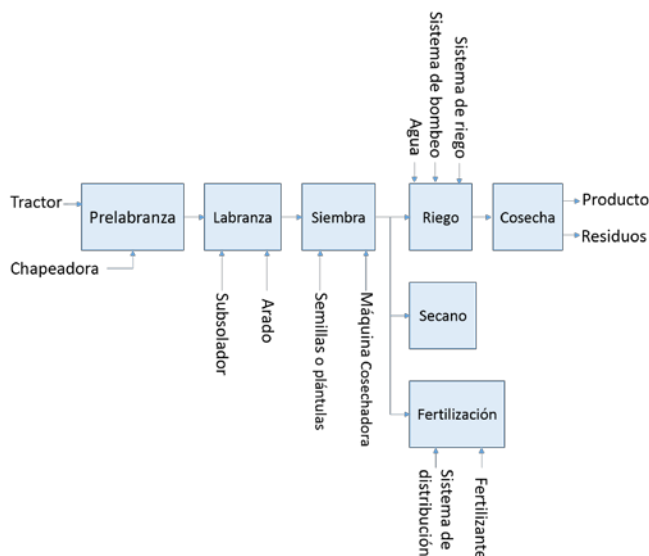 Sistema de riego
Sistema de bombeo
Agua
Tractor
Prelabranza
Labranza
Siembra
Riego
Cosecha
Producto
Residuos
Chapeadora
Subsolador
Arado
Semillas o plántulas
Máquina Cosechadora
Secano
Fertilización
Sistema de
distribución
Fertilizante